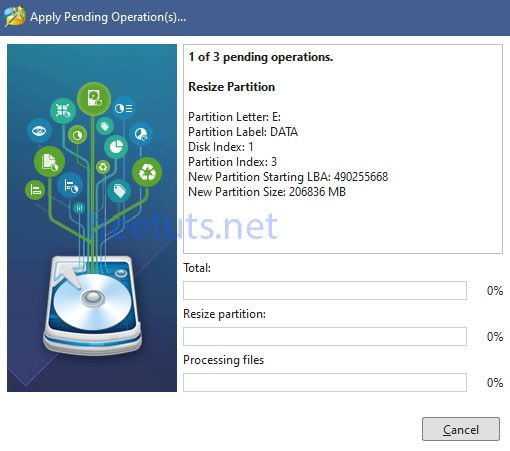 Apply Pending Operation(s)...
1 of 3 pending operations.
Resize Partition
Partition Letter: E:
Partition Label: DATA
Disk Index: 1
Partition Index: 3
New Partition Starting LBA: 490255668
New Partition Size: 206836 MB
Total:
0%
Resize partition:
0%
Processing files
0%
Cancel